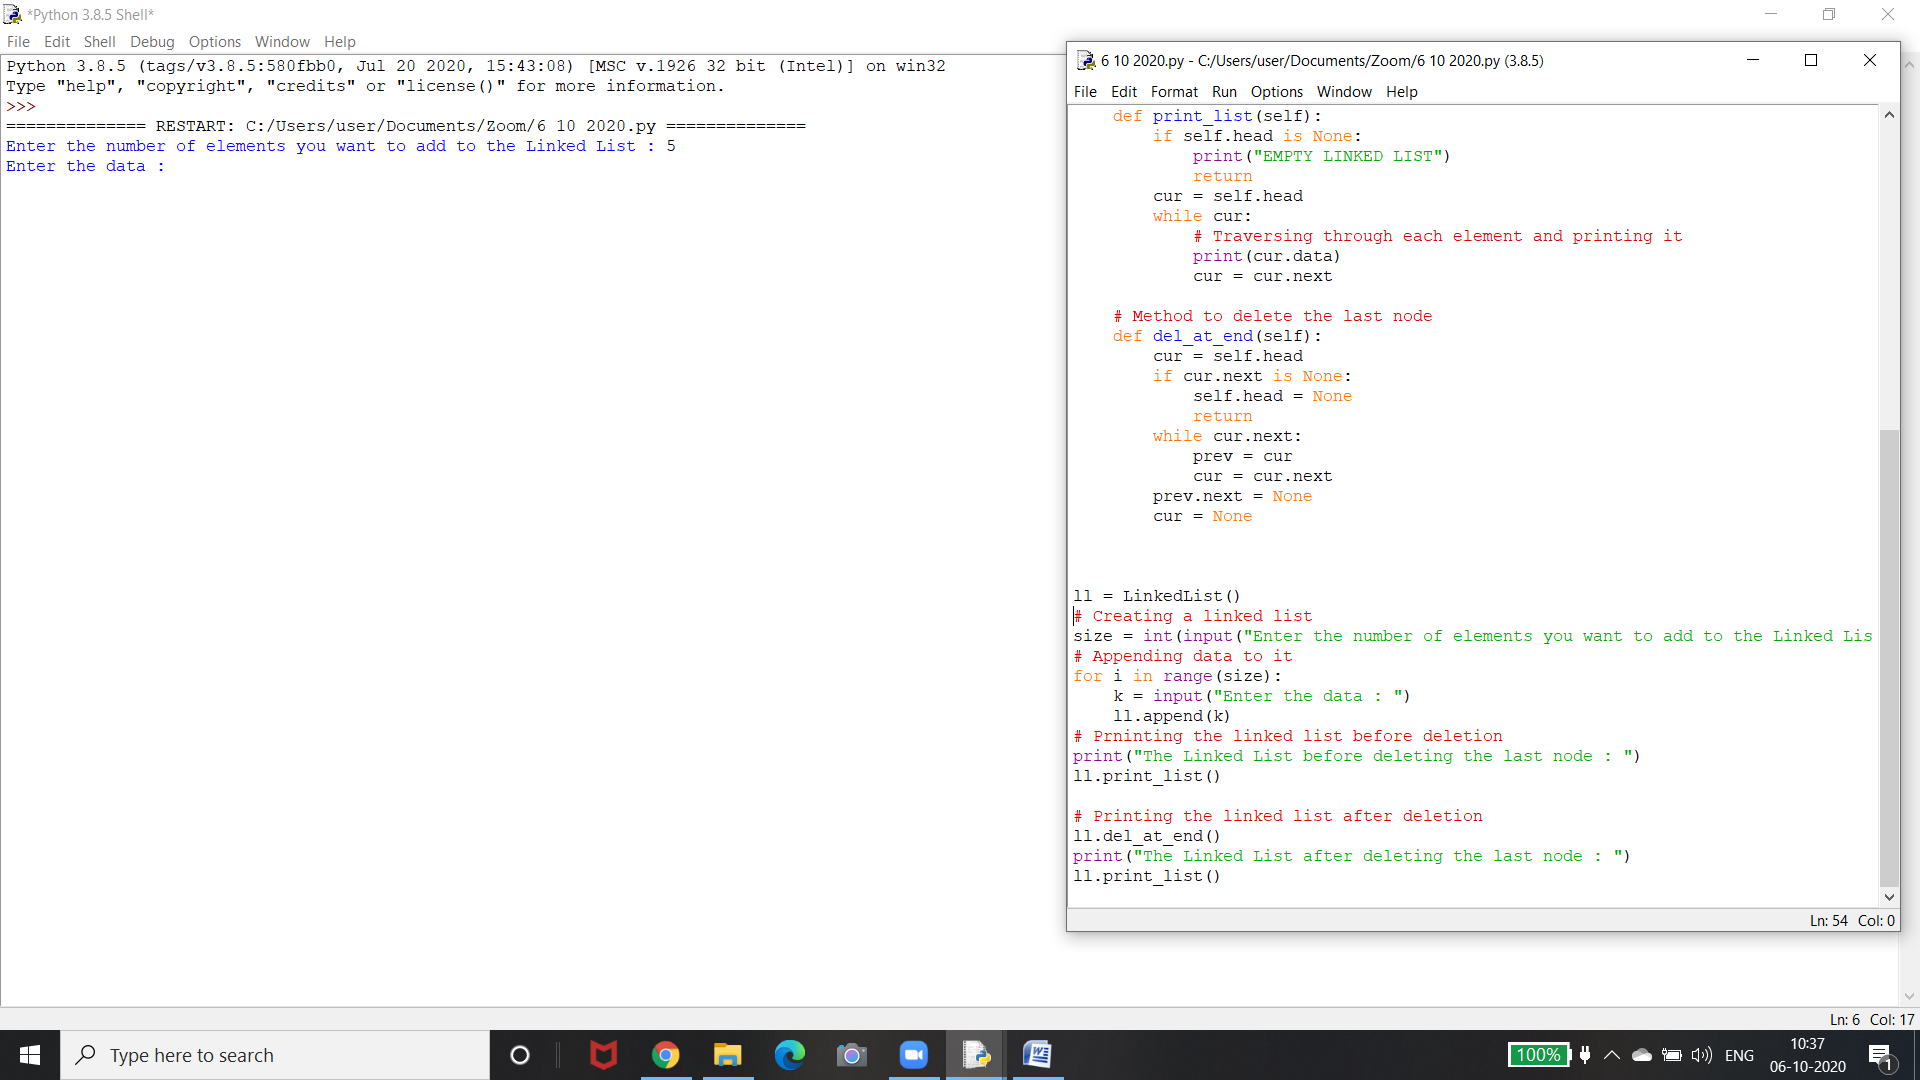 *Python 3.8.5 Shell*
File Edit Shell Debug Options Window Help
Python 3.8.5 (tags/v3.8.5:580fbb0, Jul 20 2020, 15:43:08) [MSC v.1926 32 bit (Intel)] on win32
Type "help", "copyright", "credits" or "license()" for more information.
>>>
============== RESTART: C:/Users/user/Documents/Zoom/6 10 2020.py ==============
Enter the number of elements you want to add to the Linked List : 5
Enter the data :
6 10 2020.py - C:/Users/user/Documents/Zoom/6 10 2020.py (3.8.5)
File Edit Format Run Options Window Help
    def print_list(self):
        if self.head is None:
            print("EMPTY LINKED LIST")
            return
        cur = self.head
        while cur:
            # Traversing through each element and printing it
            print(cur.data)
            cur = cur.next

    # Method to delete the last node
    def del_at_end(self):
        cur = self.head
        if cur.next is None:
            self.head = None
            return
        while cur.next:
            prev = cur
            cur = cur.next
        prev.next = None
        cur = None

ll = LinkedList()
# Creating a linked list
size = int(input("Enter the number of elements you want to add to the Linked Lis
# Appending data to it
for i in range(size):
    k = input("Enter the data : ")
    ll.append(k)
# Prninting the linked list before deletion
print("The Linked List before deleting the last node : ")
ll.print_list()

# Printing the linked list after deletion
ll.del_at_end()
print("The Linked List after deleting the last node : ")
ll.print_list()
Ln: 54 Col: 0
Ln: 6 Col: 17
Type here to search
100%
ENG
10:37
06-10-2020
1